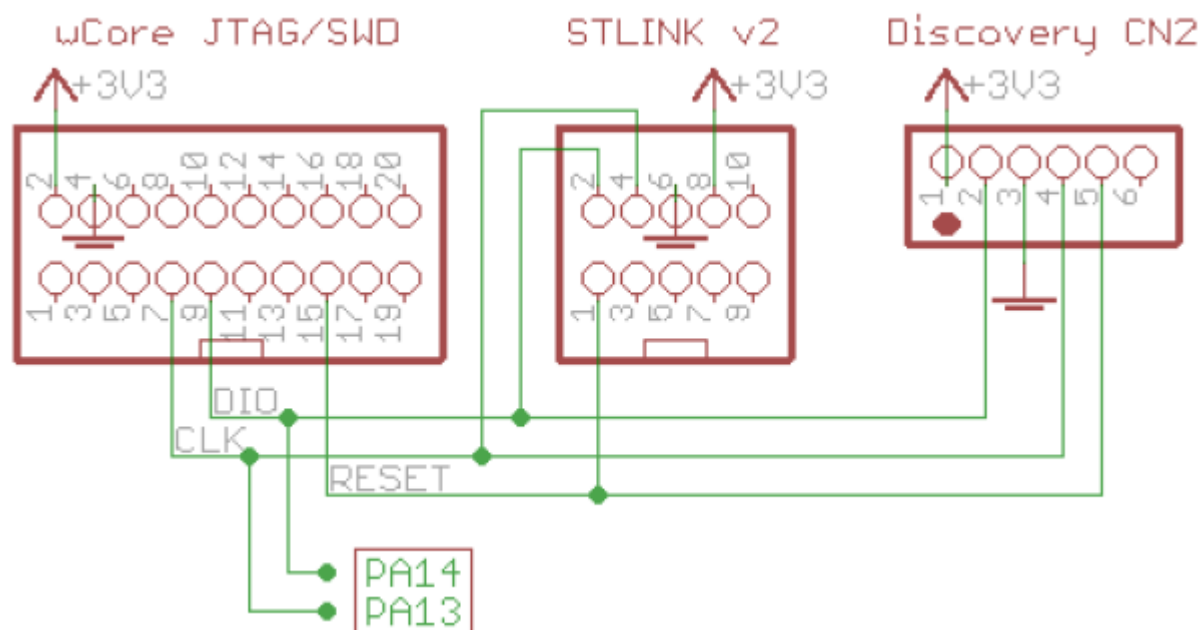 wCore JTAG/SWD
STLINK v2
Discovery CN2
+3V3
+3V3
+3V3
2 4 6 8 10 12 14 16 18 20
2 4 6 8 10
1 2 3 4 5 6
1 3 5 7 9 11 13 15 17 19
1 3 5 7 9
DIO
CLK
RESET
PA14
PA13